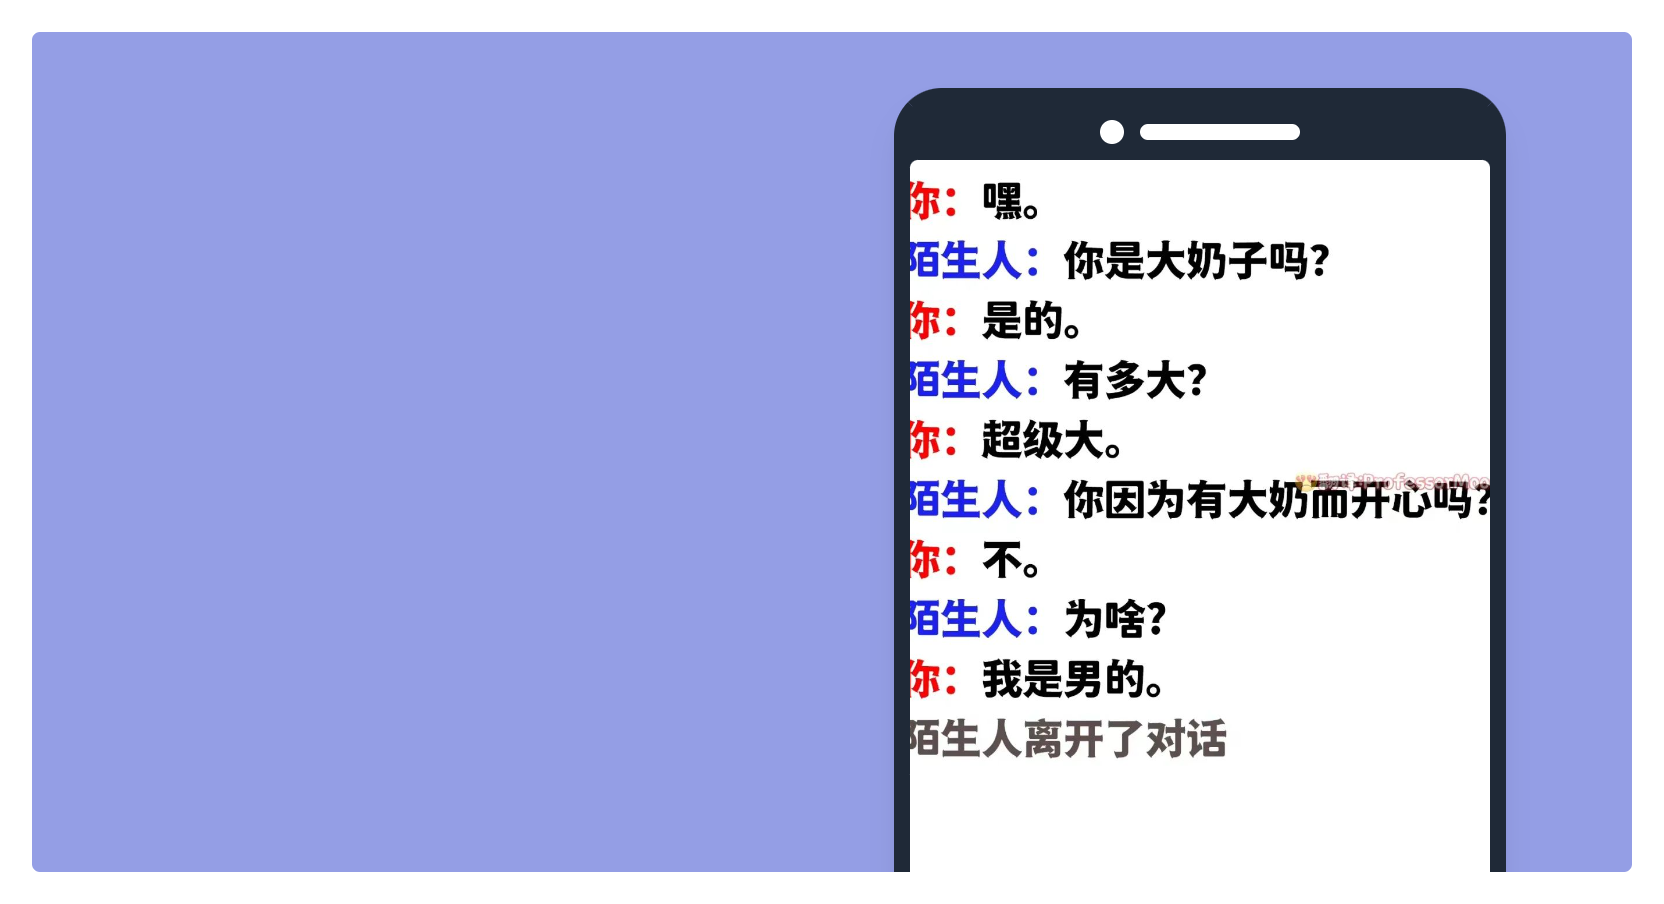 你：嘿。
陌生人：你是大奶子吗？
你：是的。
陌生人：有多大？
你：超级大。
陌生人：你因为有大奶而开心吗？
你：不。
陌生人：为啥？
你：我是男的。
陌生人离开了对话